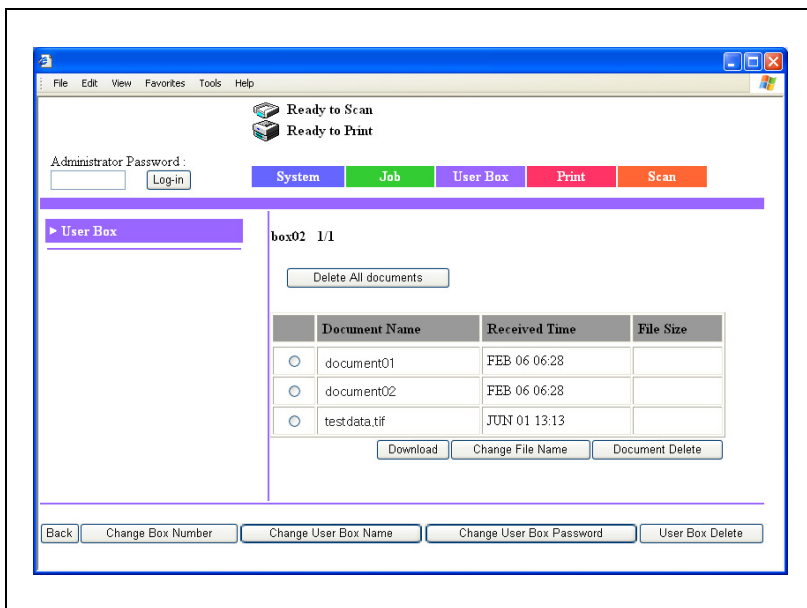 File Edit View Favorites Tools Help
Ready to Scan
Ready to Print
Administrator Password :
Log-in
System Job User Box Print Scan
User Box
box02 1/1
Delete All documents
Document Name Received Time File Size
document01 FEB 06 06:28
document02 FEB 06 06:28
testdata,tif JUN 01 13:13
Download Change File Name Document Delete
Back Change Box Number Change User Box Name Change User Box Password User Box Delete